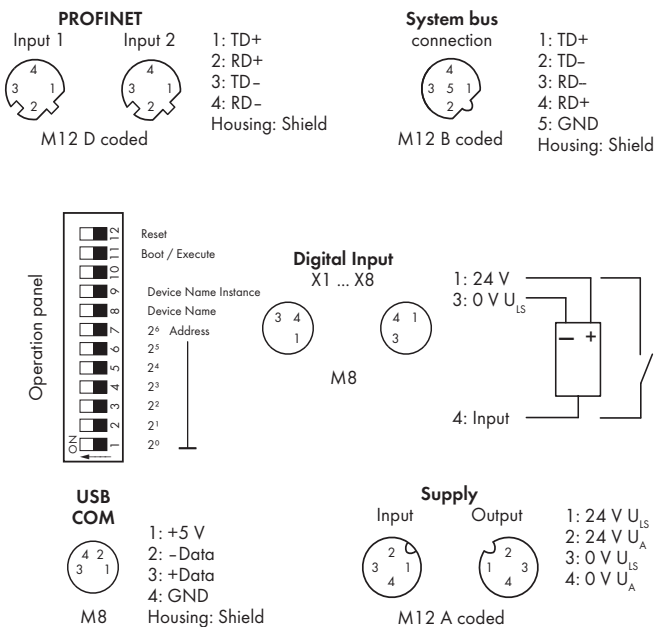 PROFINET
Input 1 Input 2
4
3 1
2
4
3 1
2
M12 D coded
1: TD+
2: RD+
3: TD–
4: RD–
Housing: Shield
System bus
connection
4
3 5 1
2
M12 B coded
1: TD+
2: TD–
3: RD–
4: RD+
5: GND
Housing: Shield
Operation panel
12 Reset
11 Boot / Execute
10
9 Device Name Instance
8 Device Name
7 2⁶ Address
6 2⁵
5 2⁴
4 2³
3 2²
2 2¹
1 2⁰
ON
Digital Input
X1 ... X8
3 4
1
4 1
3
M8
1: 24 V
3: 0 V U_LS
– +
4: Input
USB
COM
4 2
3 1
M8
1: +5 V
2: –Data
3: +Data
4: GND
Housing: Shield
Supply
Input Output
2
3 1
4
2
1 3
4
M12 A coded
1: 24 V U_LS
2: 24 V U_A
3: 0 V U_LS
4: 0 V U_A